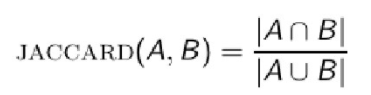 JACCARD(A, B) = |A ∩ B| / |A ∪ B|